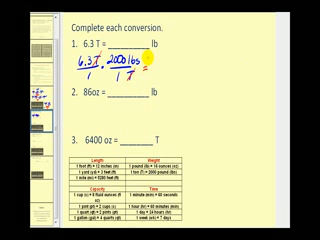 Complete each conversion.
1. 6.3 T = __________ lb
6.3 T/1 · 2000 lbs/1 T =
2. 86oz = __________ lb
3. 6400 oz = ________ T
Length Weight
1 foot (ft) = 12 inches (in) 1 pound (lb) = 16 ounces (oz)
1 yard (yd) = 3 feet (ft) 1 ton (T) = 2000 pound (lb)
1 mile (mi) = 5280 feet (ft)
Capacity Time
1 cup (c) = 8 fluid ounces (fl oz) 1 minute (min) = 60 seconds
1 pint (pt) = 2 cups (c) 1 hour (hr) = 60 minutes (min)
1 quart (qt) = 2 pints (pt) 1 day = 24 hours (hr)
1 gallon (gal) = 4 quarts (qt) 1 week (wk) = 7 days